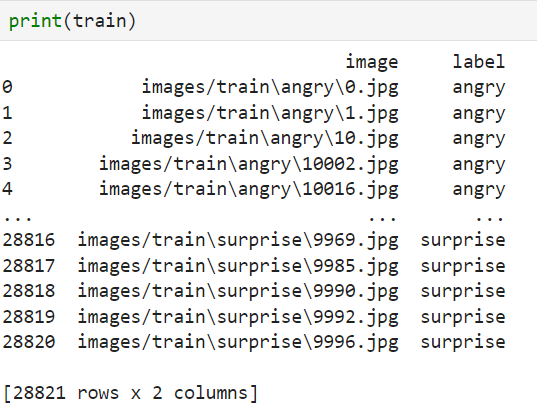 print(train)
image label
0 images/train\angry\0.jpg angry
1 images/train\angry\1.jpg angry
2 images/train\angry\10.jpg angry
3 images/train\angry\10002.jpg angry
4 images/train\angry\10016.jpg angry
... ... ...
28816 images/train\surprise\9969.jpg surprise
28817 images/train\surprise\9985.jpg surprise
28818 images/train\surprise\9990.jpg surprise
28819 images/train\surprise\9992.jpg surprise
28820 images/train\surprise\9996.jpg surprise
[28821 rows x 2 columns]